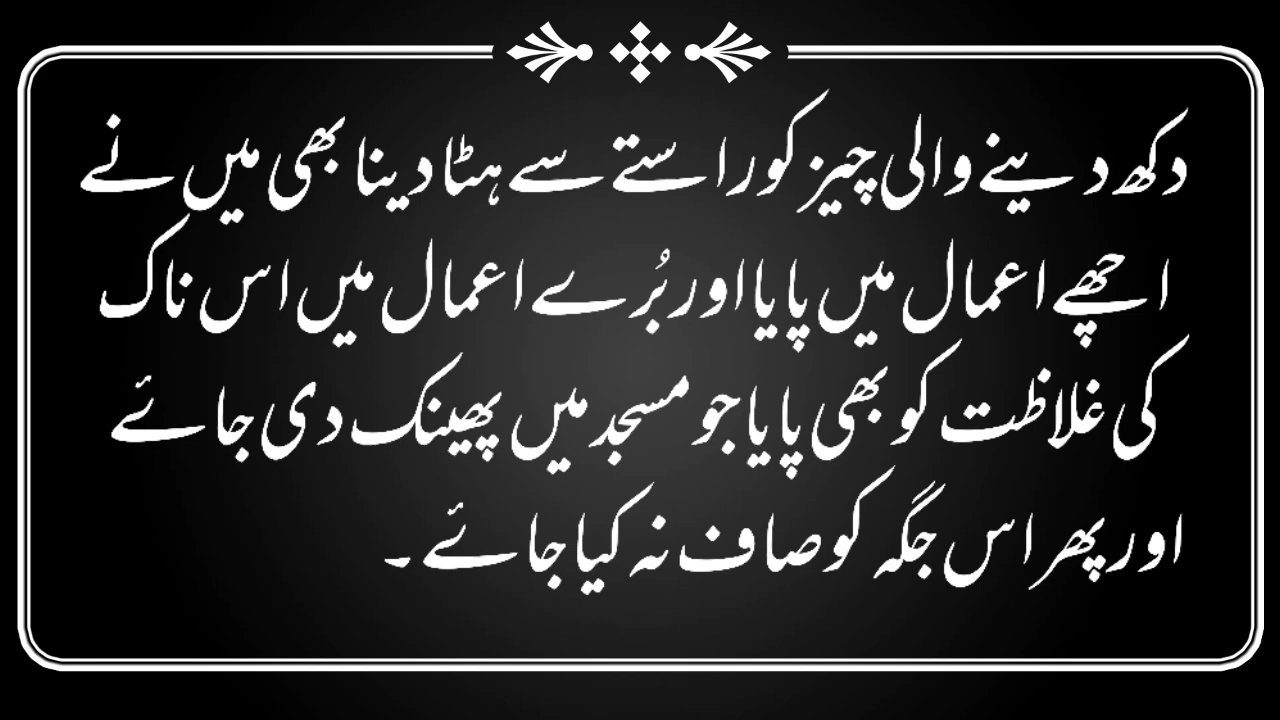 دکھ دینے والی چیز کو راستے سے ہٹا دینا بھی میں نے
اچھے اعمال میں پایا اور بُرے اعمال میں اس ناک
کی غلاظت کو بھی پایا جو مسجد میں پھینک دی جائے
اور پھر اس جگہ کو صاف نہ کیا جائے۔